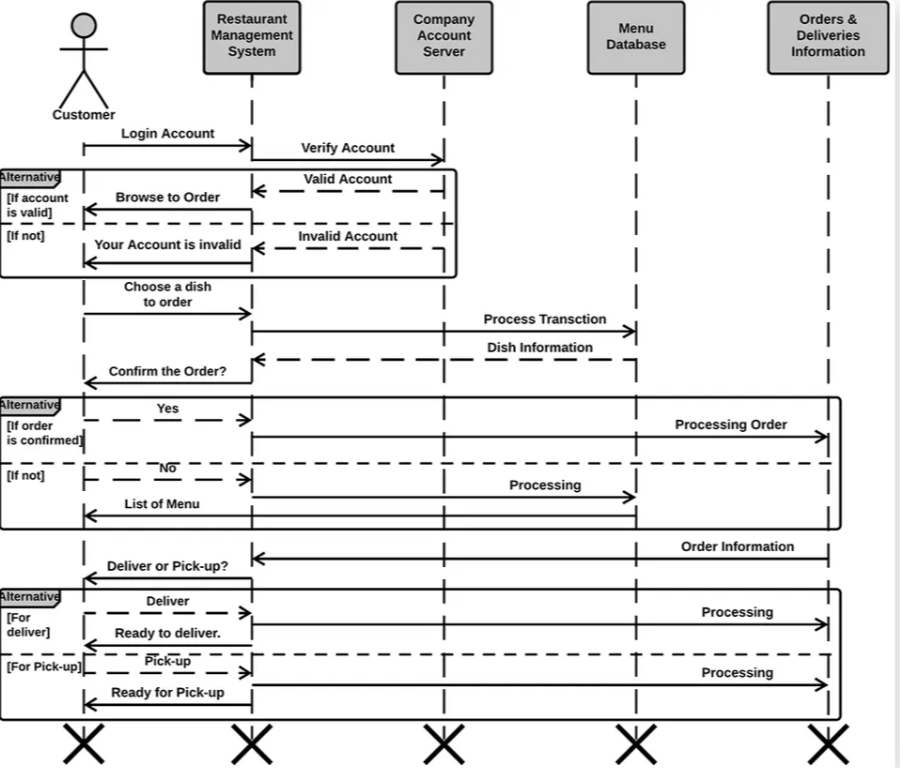 Restaurant
Management
System
Company
Account
Server
Menu
Database
Orders &
Deliveries
Information
Customer
Login Account
Verify Account
Alternative
Valid Account
[If account
is valid]
Browse to Order
[If not]
Invalid Account
Your Account is invalid
Choose a dish
to order
Process Transction
Dish Information
Confirm the Order?
Alternative
Yes
[If order
is confirmed]
Processing Order
[If not]
No
Processing
List of Menu
Order Information
Deliver or Pick-up?
Alternative
Deliver
[For
deliver]
Processing
Ready to deliver.
[For Pick-up]
Pick-up
Processing
Ready for Pick-up